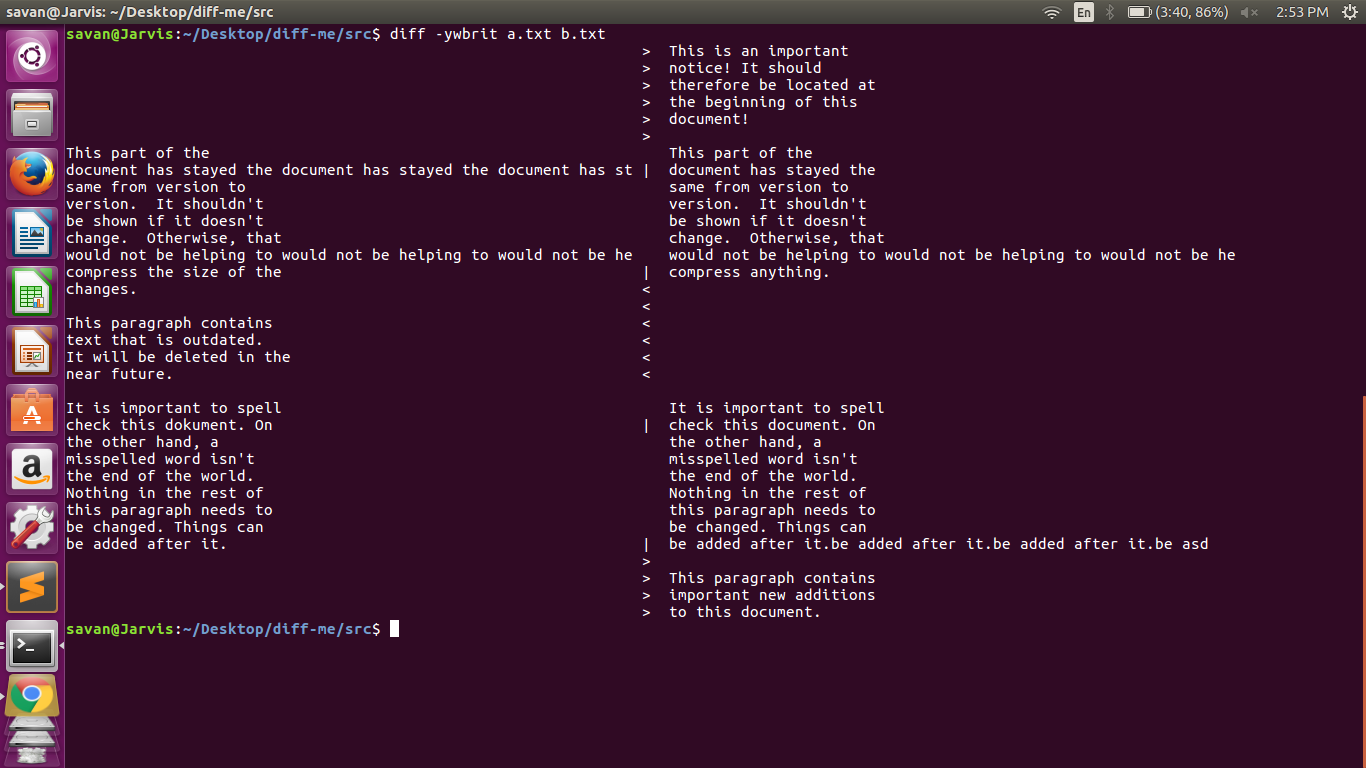 savan@Jarvis: ~/Desktop/diff-me/src En (3:40, 86%) 2:53 PM
savan@Jarvis:~/Desktop/diff-me/src$ diff -ywbrit a.txt b.txt
> This is an important
> notice! It should
> therefore be located at
> the beginning of this
> document!
>
This part of the This part of the
document has stayed the document has stayed the document has st | document has stayed the
same from version to same from version to
version.  It shouldn't version.  It shouldn't
be shown if it doesn't be shown if it doesn't
change.  Otherwise, that change.  Otherwise, that
would not be helping to would not be helping to would not be he would not be helping to would not be helping to would not be he
compress the size of the | compress anything.
changes. <
<
This paragraph contains <
text that is outdated. <
It will be deleted in the <
near future. <
It is important to spell It is important to spell
check this dokument. On | check this document. On
the other hand, a the other hand, a
misspelled word isn't misspelled word isn't
the end of the world. the end of the world.
Nothing in the rest of Nothing in the rest of
this paragraph needs to this paragraph needs to
be changed. Things can be changed. Things can
be added after it. | be added after it.be added after it.be added after it.be asd
>
> This paragraph contains
> important new additions
> to this document.
savan@Jarvis:~/Desktop/diff-me/src$